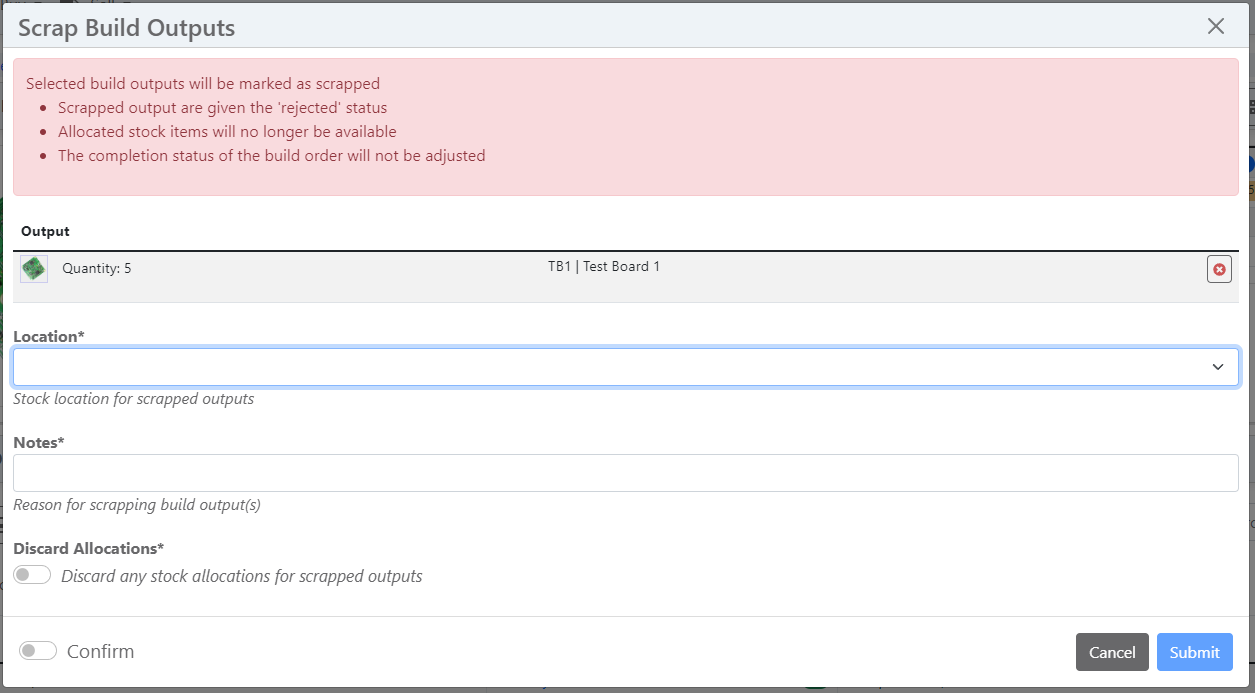 Scrap Build Outputs
Selected build outputs will be marked as scrapped
Scrapped output are given the 'rejected' status
Allocated stock items will no longer be available
The completion status of the build order will not be adjusted
Output
Quantity: 5 TB1 | Test Board 1
Location*
Stock location for scrapped outputs
Notes*
Reason for scrapping build output(s)
Discard Allocations*
Discard any stock allocations for scrapped outputs
Confirm Cancel Submit